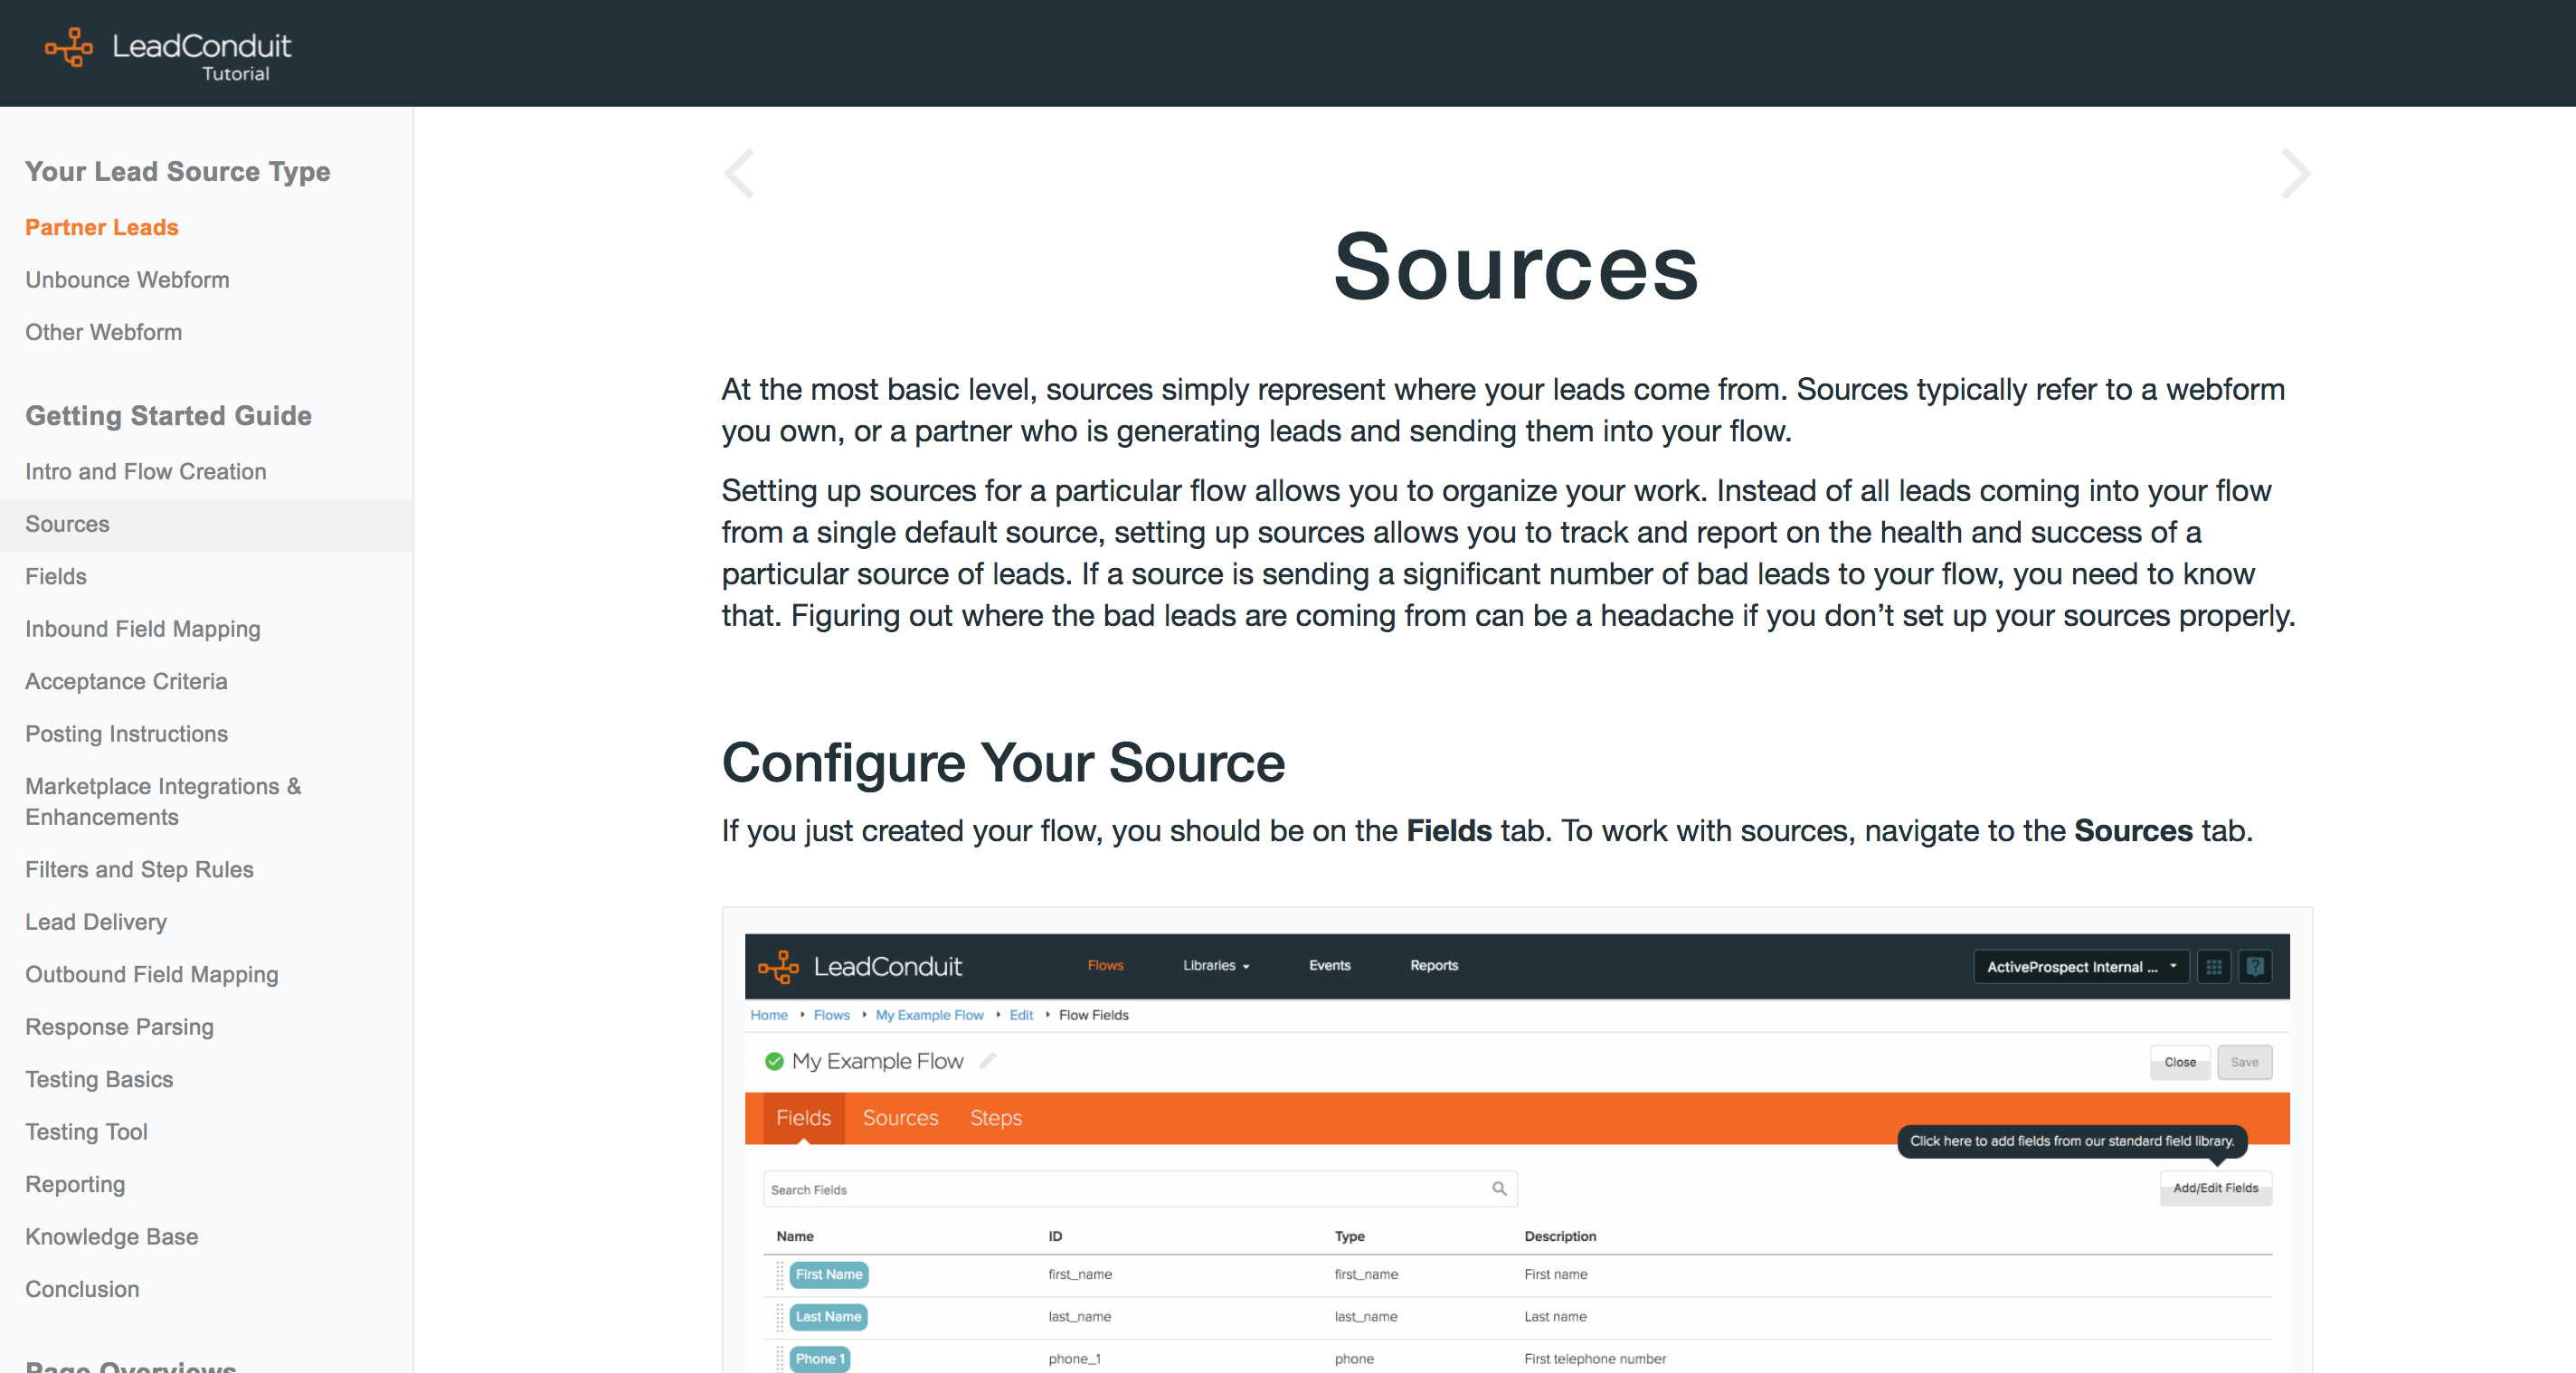 LeadConduit
Tutorial
Your Lead Source Type
Partner Leads
Unbounce Webform
Other Webform
Getting Started Guide
Intro and Flow Creation
Sources
Fields
Inbound Field Mapping
Acceptance Criteria
Posting Instructions
Marketplace Integrations &
Enhancements
Filters and Step Rules
Lead Delivery
Outbound Field Mapping
Response Parsing
Testing Basics
Testing Tool
Reporting
Knowledge Base
Conclusion
Page Overviews
Sources
At the most basic level, sources simply represent where your leads come from. Sources typically refer to a webform
you own, or a partner who is generating leads and sending them into your flow.
Setting up sources for a particular flow allows you to organize your work. Instead of all leads coming into your flow
from a single default source, setting up sources allows you to track and report on the health and success of a
particular source of leads. If a source is sending a significant number of bad leads to your flow, you need to know
that. Figuring out where the bad leads are coming from can be a headache if you don’t set up your sources properly.
Configure Your Source
If you just created your flow, you should be on the Fields tab. To work with sources, navigate to the Sources tab.
LeadConduit Flows Libraries Events Reports ActiveProspect Internal ... ?
Home Flows My Example Flow Edit Flow Fields
My Example Flow Close Save
Fields Sources Steps
Click here to add fields from our standard field library.
Search Fields Add/Edit Fields
Name ID Type Description
First Name first_name first_name First name
Last Name last_name last_name Last name
Phone 1 phone_1 phone First telephone number